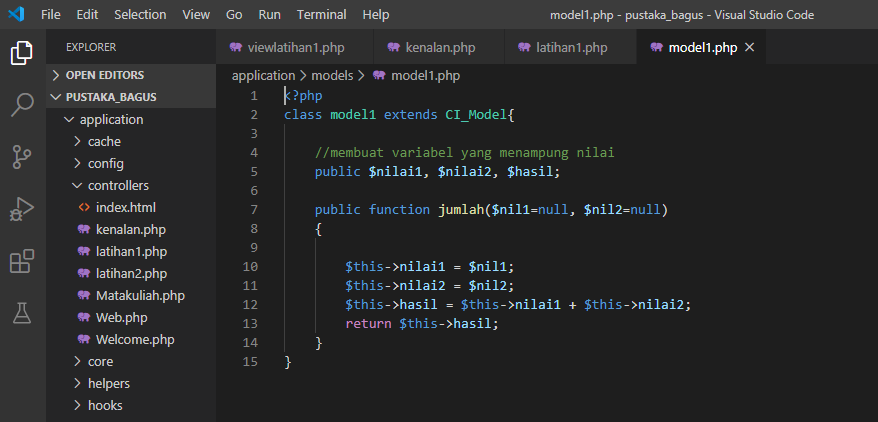 File Edit Selection View Go Run Terminal Help model1.php - pustaka_bagus - Visual Studio Code
EXPLORER
OPEN EDITORS
PUSTAKA_BAGUS
application
cache
config
controllers
index.html
kenalan.php
latihan1.php
latihan2.php
Matakuliah.php
Web.php
Welcome.php
core
helpers
hooks
viewlatihan1.php kenalan.php latihan1.php model1.php
application > models > model1.php
1 <?php
2 class model1 extends CI_Model{
3
4 //membuat variabel yang menampung nilai
5 public $nilai1, $nilai2, $hasil;
6
7 public function jumlah($nil1=null, $nil2=null)
8 {
9
10 $this->nilai1 = $nil1;
11 $this->nilai2 = $nil2;
12 $this->hasil = $this->nilai1 + $this->nilai2;
13 return $this->hasil;
14 }
15 }